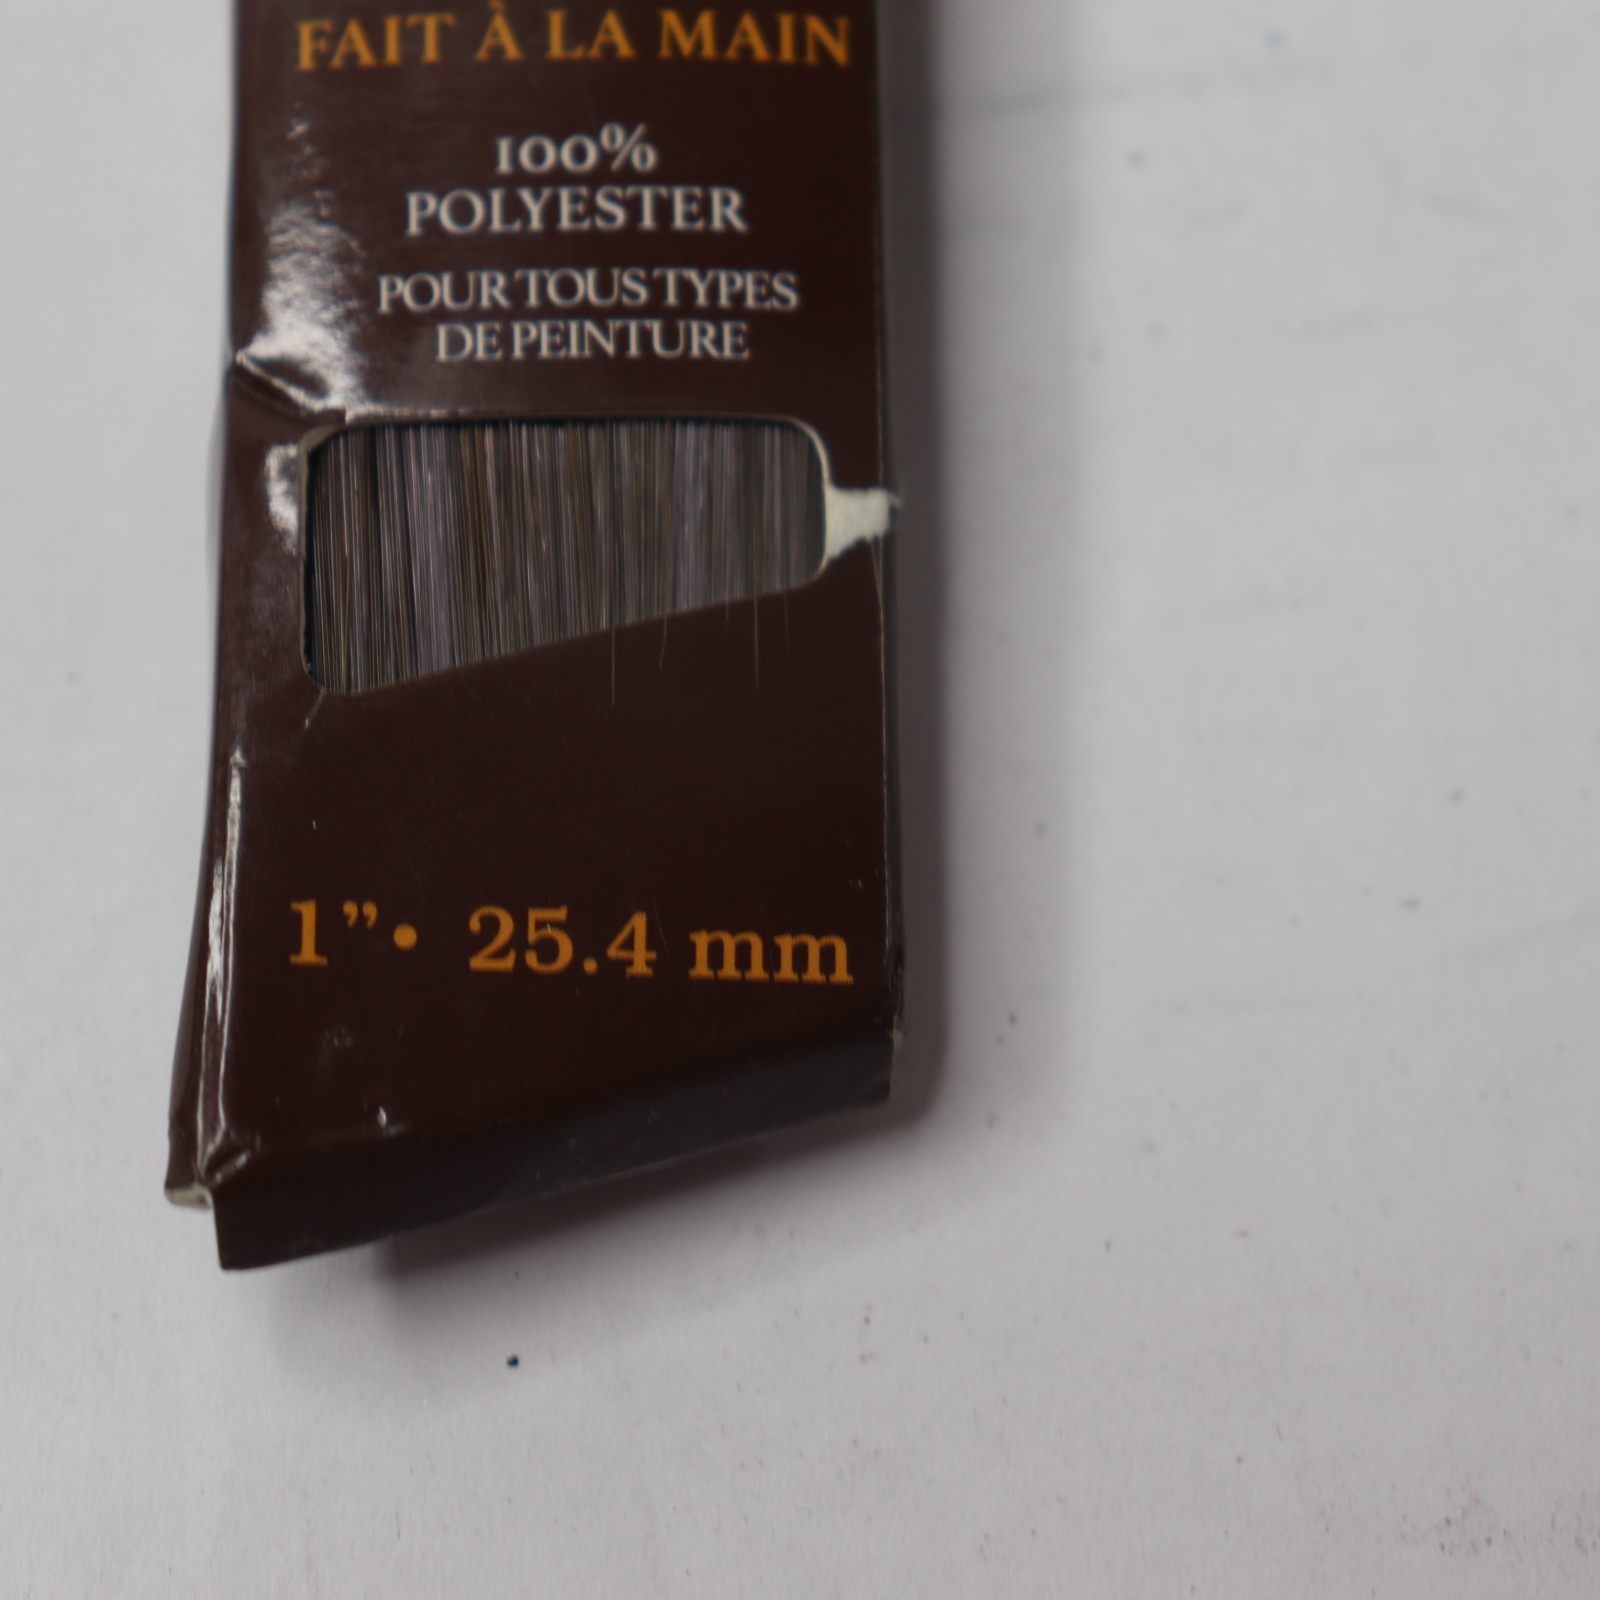 FAIT À LA MAIN
100%
POLYESTER
POUR TOUS TYPES
DE PEINTURE
1”• 25.4 mm